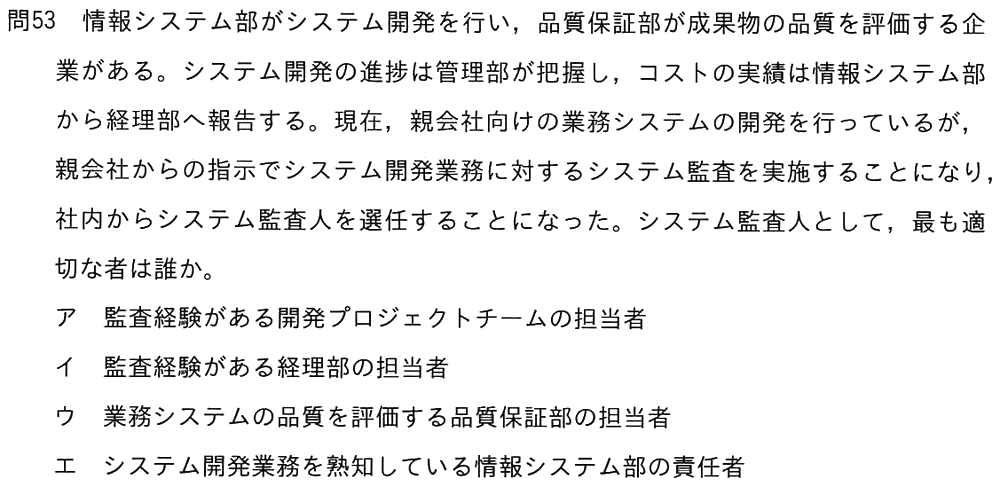 問53　情報システム部がシステム開発を行い，品質保証部が成果物の品質を評価する企
業がある。システム開発の進捗は管理部が把握し，コストの実績は情報システム部
から経理部へ報告する。現在，親会社向けの業務システムの開発を行っているが，
親会社からの指示でシステム開発業務に対するシステム監査を実施することになり，
社内からシステム監査人を選任することになった。システム監査人として，最も適
切な者は誰か。
ア　監査経験がある開発プロジェクトチームの担当者
イ　監査経験がある経理部の担当者
ウ　業務システムの品質を評価する品質保証部の担当者
エ　システム開発業務を熟知している情報システム部の責任者